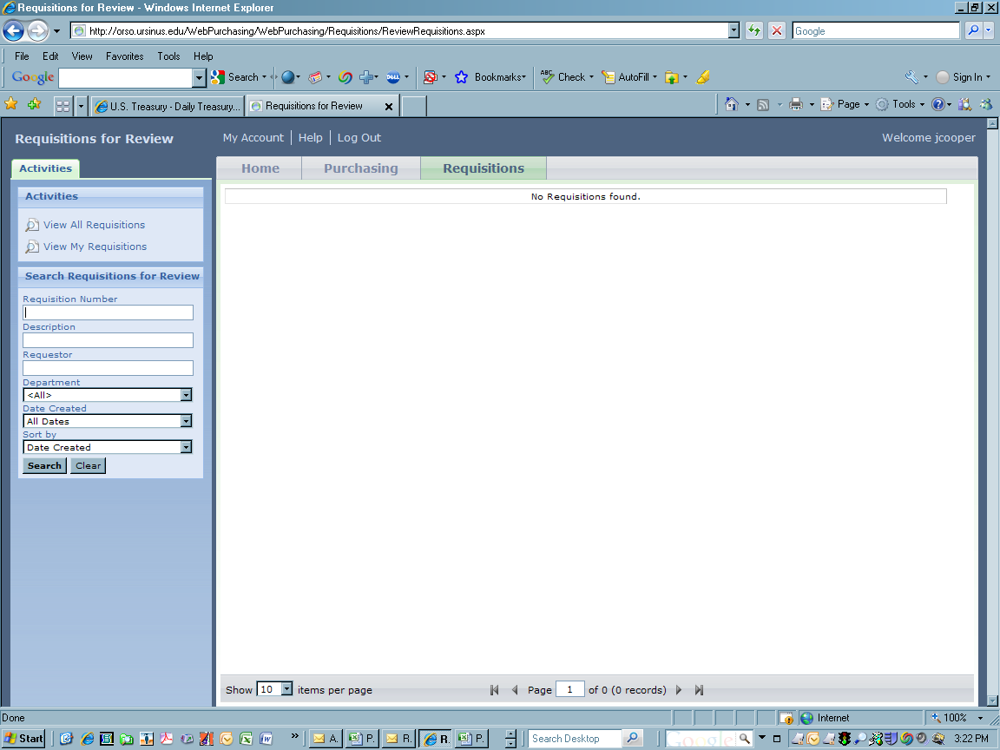 Requisitions for Review - Windows Internet Explorer
http://orso.ursinus.edu/WebPurchasing/WebPurchasing/Requisitions/ReviewRequisitions.aspx
Google
File Edit View Favorites Tools Help
Google Search Bookmarks Check AutoFill Sign In
U.S. Treasury - Daily Treasury... Requisitions for Review Page Tools
Requisitions for Review My Account Help Log Out Welcome jcooper
Activities Home Purchasing Requisitions
Activities
No Requisitions found.
View All Requisitions
View My Requisitions
Search Requisitions for Review
Requisition Number
Description
Requestor
Department
<All>
Date Created
All Dates
Sort by
Date Created
Search Clear
Show 10 items per page Page 1 of 0 (0 records)
Done Internet 100%
Start A. P. R. R. P. Search Desktop Google 3:22 PM